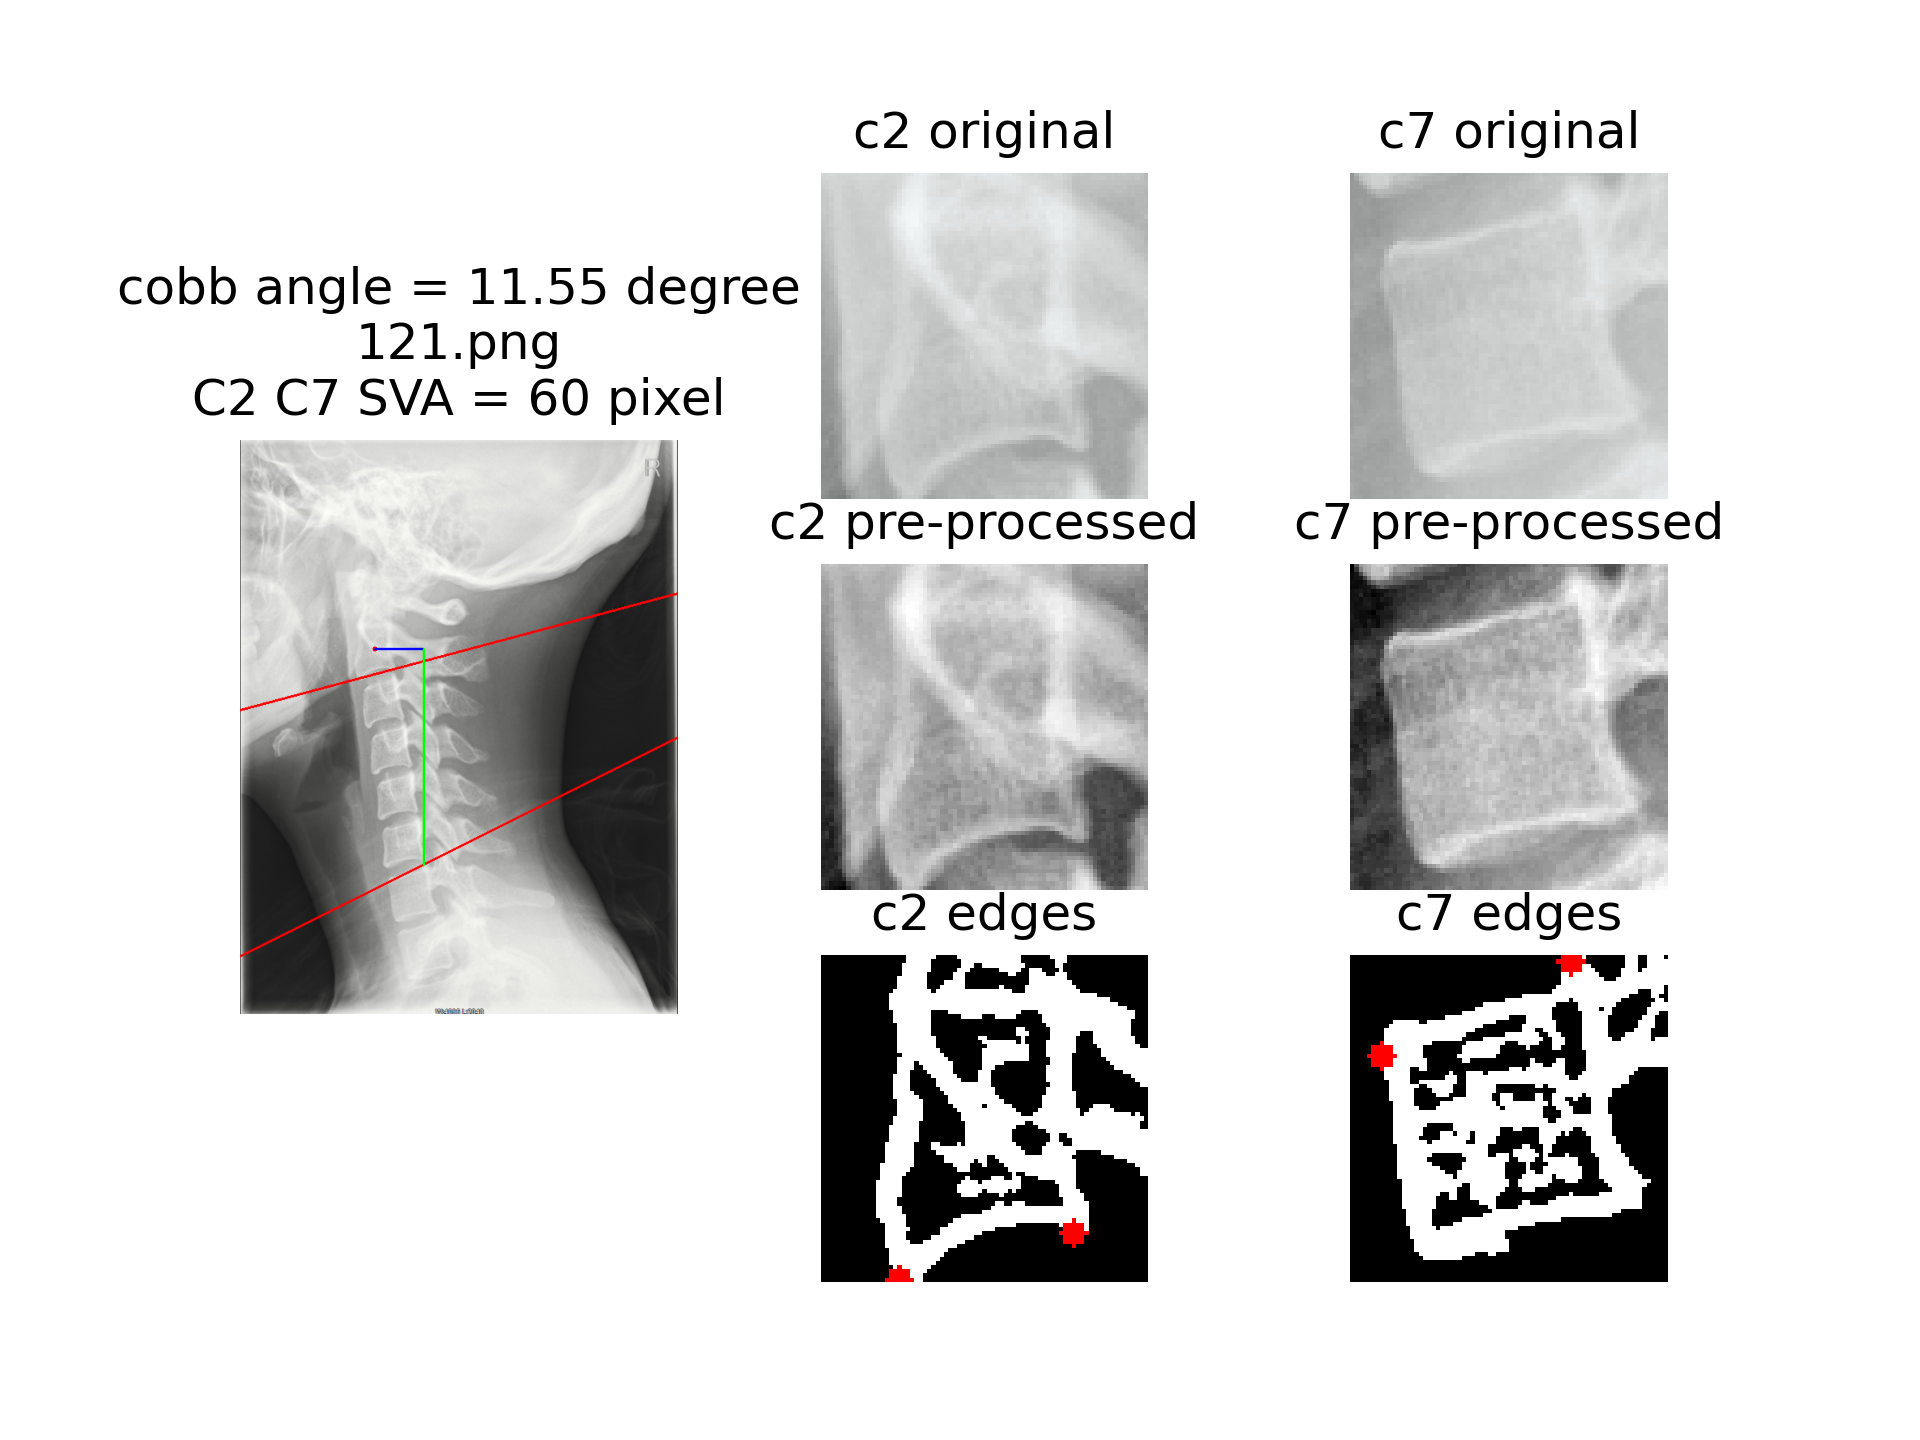 cobb angle = 11.55 degree
121.png
C2 C7 SVA = 60 pixel
R
c2 original
c7 original
c2 pre-processed
c7 pre-processed
c2 edges
c7 edges